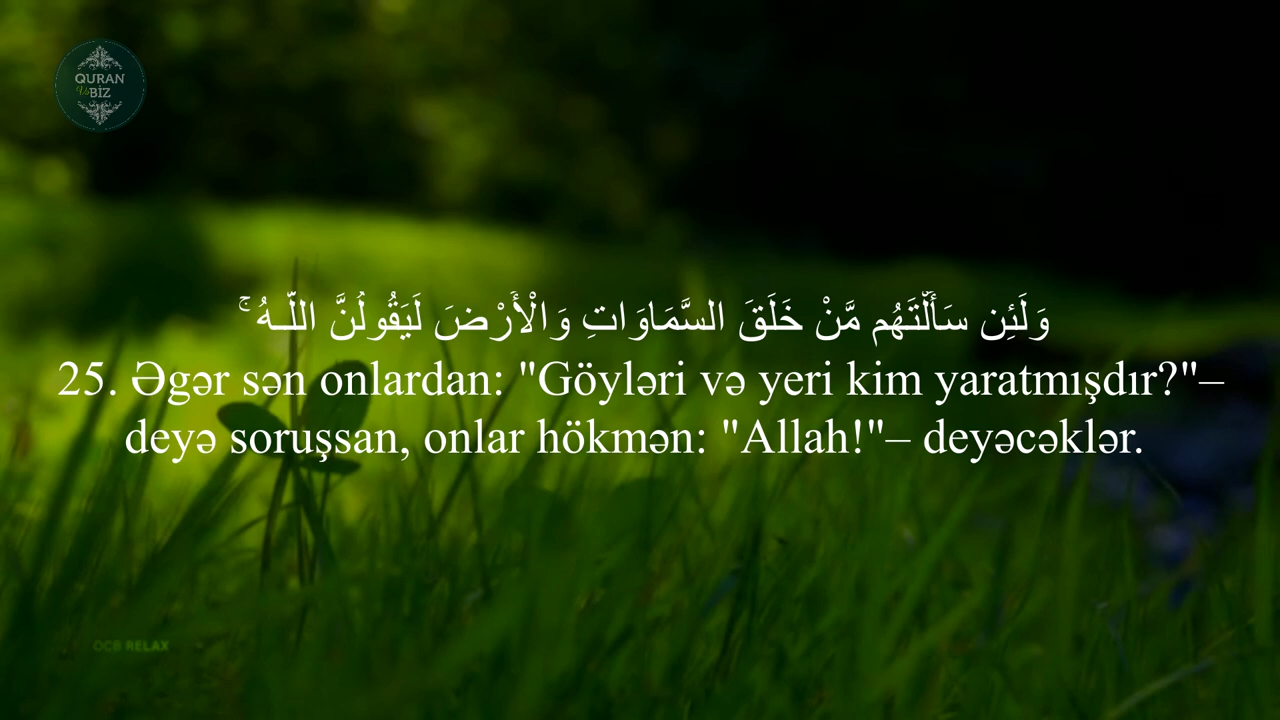 QURAN
Və BİZ
وَلَئِن سَأَلْتَهُم مَّنْ خَلَقَ السَّمَاوَاتِ وَالْأَرْضَ لَيَقُولُنَّ اللَّـهُ ۚ
25. Əgər sən onlardan: "Göyləri və yeri kim yaratmışdır?"–
deyə soruşsan, onlar hökmən: "Allah!"– deyəcəklər.
OCB RELAX